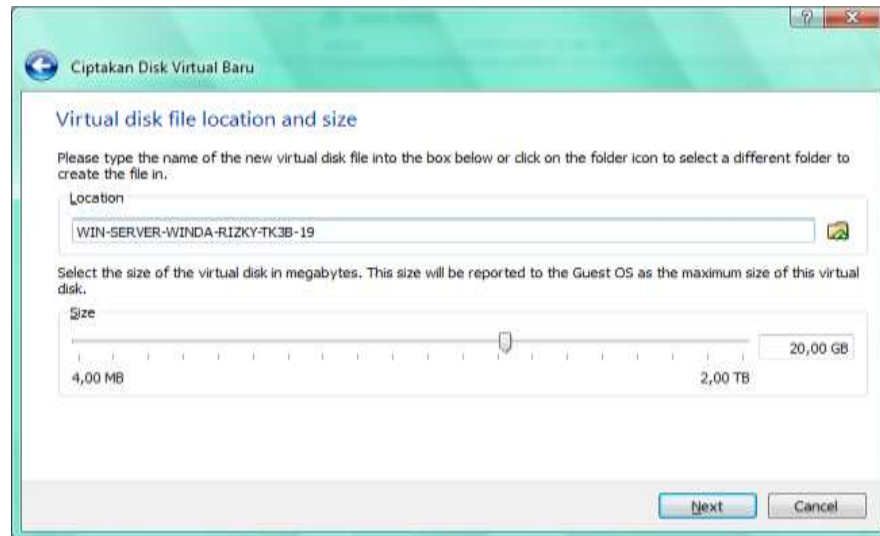 Ciptakan Disk Virtual Baru
Virtual disk file location and size
Please type the name of the new virtual disk file into the box below or click on the folder icon to select a different folder to
create the file in.
Location
WIN-SERVER-WINDA-RIZKY-TK3B-19
Select the size of the virtual disk in megabytes. This size will be reported to the Guest OS as the maximum size of this virtual
disk.
Size
20,00 GB
4,00 MB 2,00 TB
Next Cancel